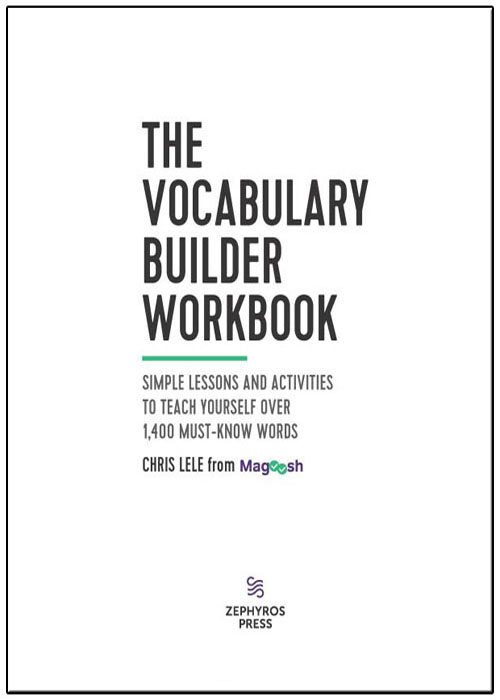 THE
VOCABULARY
BUILDER
WORKBOOK
SIMPLE LESSONS AND ACTIVITIES
TO TEACH YOURSELF OVER
1,400 MUST-KNOW WORDS
CHRIS LELE from Magoosh
ZEPHYROS
PRESS